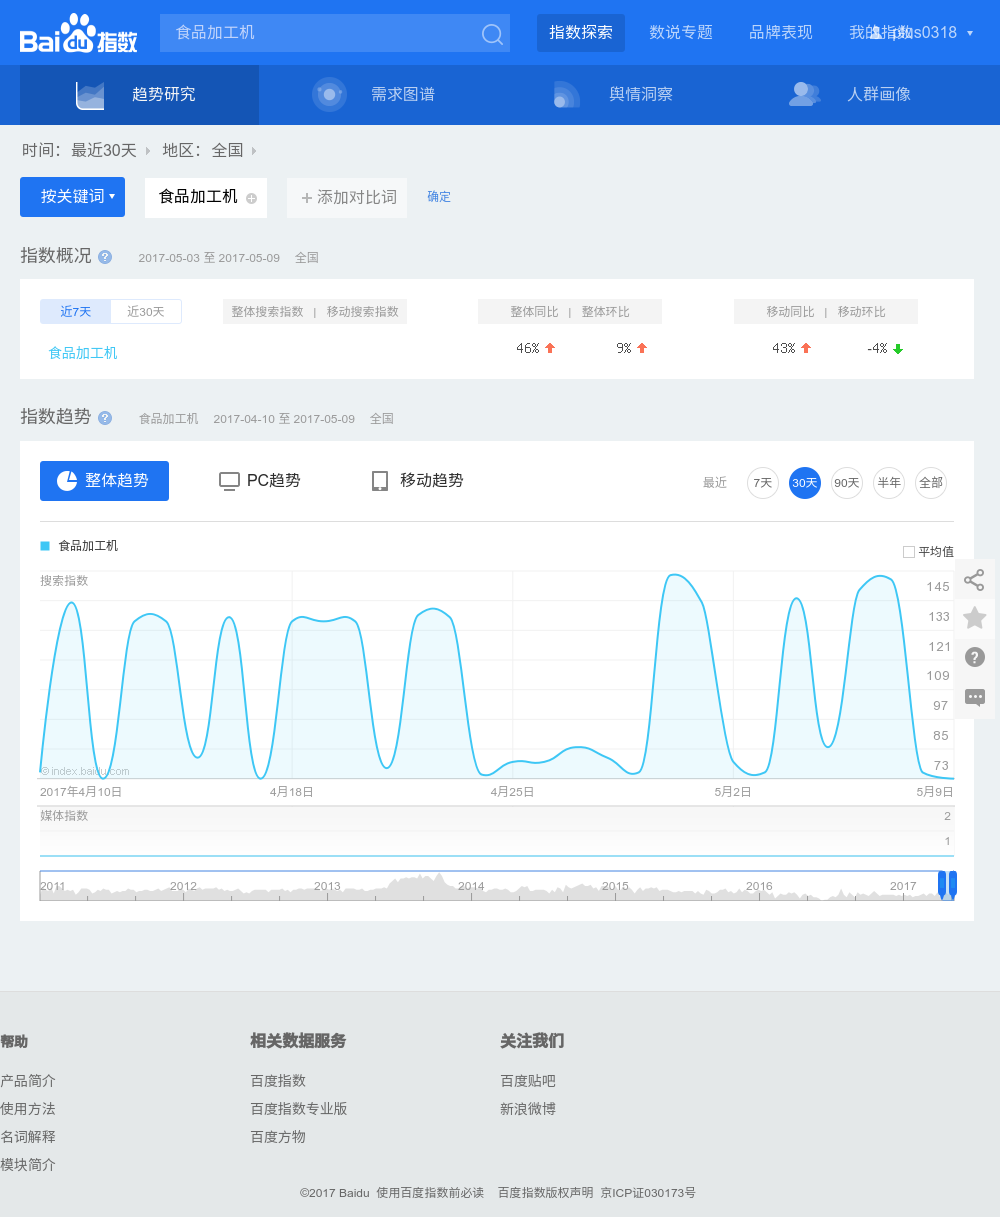 Bai du 指数
食品加工机
指数探索 数说专题 品牌表现 我的指数
趋势研究 需求图谱 舆情洞察 人群画像
时间： 最近30天 地区： 全国
按关键词 食品加工机 添加对比词 确定
指数概况 ? 2017-05-03 至 2017-05-09 全国
近7天 近30天 整体搜索指数 | 移动搜索指数 整体同比 | 整体环比 移动同比 | 移动环比
食品加工机 46% 9% 43% -4%
指数趋势 ? 食品加工机 2017-04-10 至 2017-05-09 全国
整体趋势 PC趋势 移动趋势 最近 7天 30天 90天 半年 全部
食品加工机
平均值
搜索指数
145
133
121
109
97
85
73
©index.baidu.com
2017年4月10日 4月18日 4月25日 5月2日 5月9日
媒体指数 2
1
2011 2012 2013 2014 2015 2016 2017
帮助 相关数据服务 关注我们
产品简介 百度指数 百度贴吧
使用方法 百度指数专业版 新浪微博
名词解释 百度方物
模块简介
©2017 Baidu 使用百度指数前必读 百度指数版权声明 京ICP证030173号